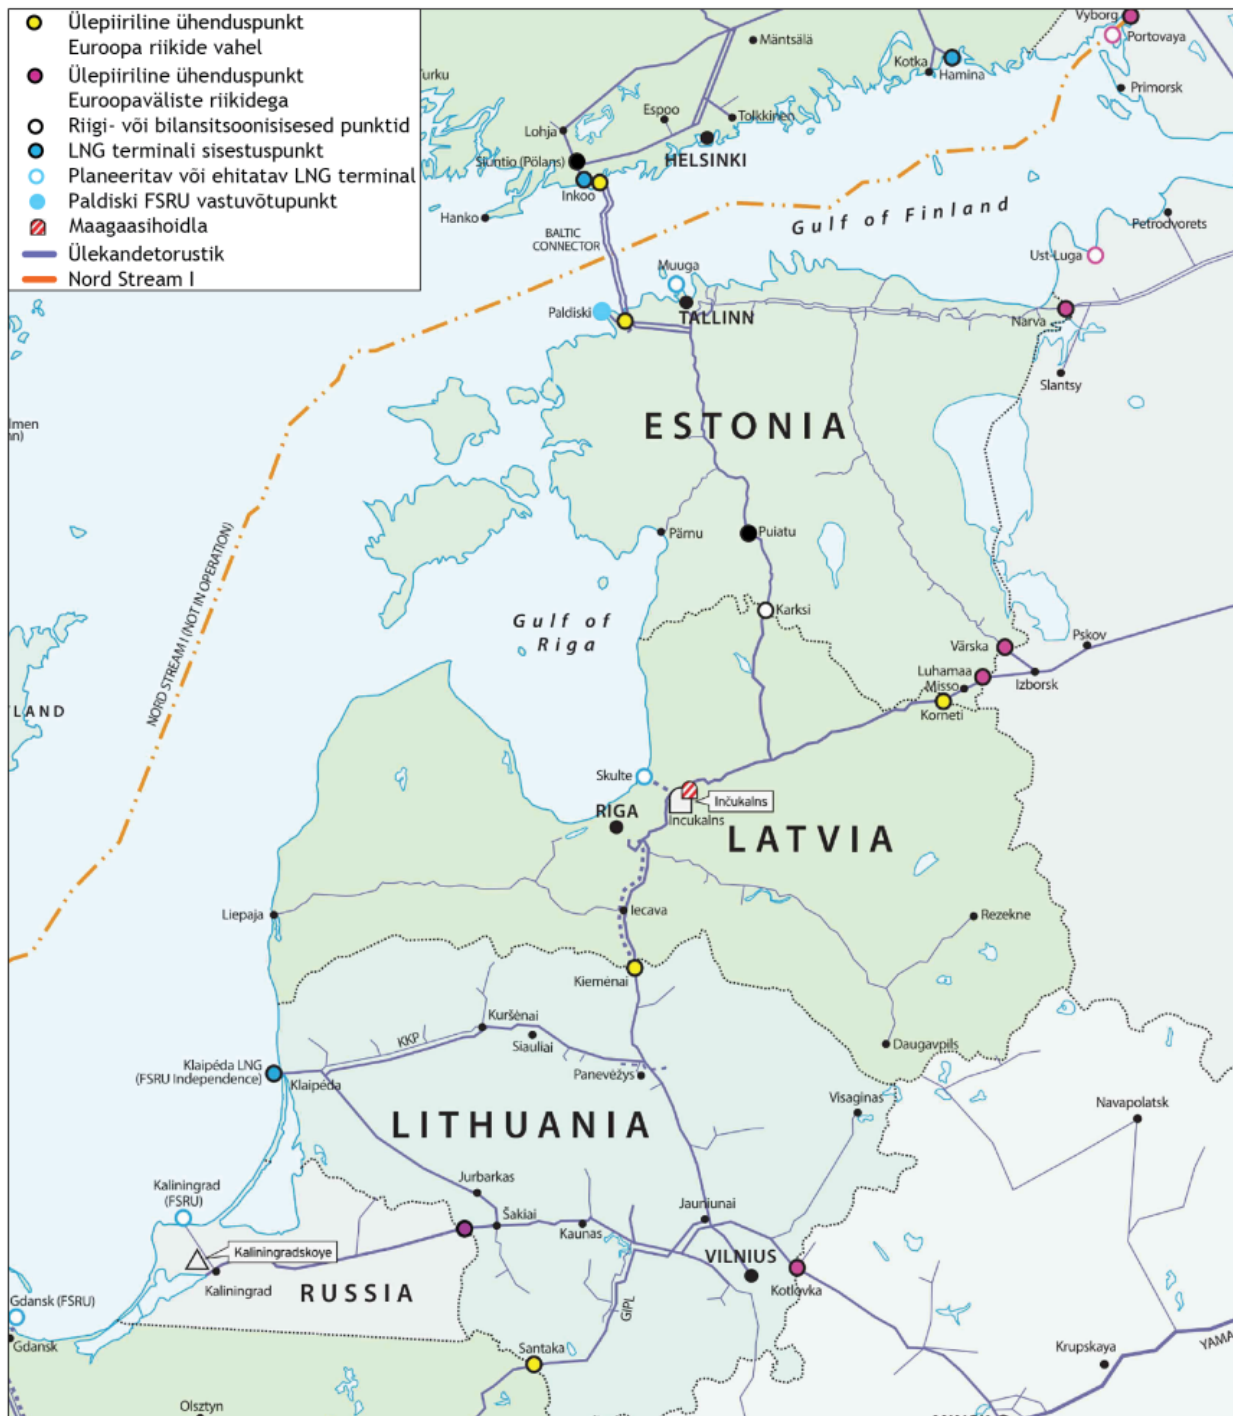 Ülepiiriline ühenduspunkt
Euroopa riikide vahel
Ülepiiriline ühenduspunkt
Euroopaväliste riikidega
Riigi- või bilansitsoonisisesed punktid
LNG terminali sisestuspunkt
Planeeritav või ehitatav LNG terminal
Paldiski FSRU vastuvõtupunkt
Maagaasihoidla
Ülekandetorustik
Nord Stream I
Vyborg
Portovaya
Mäntsälä
Kotka
Hamina
Primorsk
Turku
Espoo
Tolkkinen
Lohja
HELSINKI
Siuntio (Pölans)
Inkoo
Hanko
Gulf of Finland
Petrodvorets
BALTIC
CONNECTOR
Ust-Luga
Muuga
Paldiski
TALLINN
Narva
Slantsy
ESTONIA
Pärnu
Puiatu
NORD STREAM I (NOT IN OPERATION)
Karksi
Gulf of
Riga
Värska
Pskov
Luhamaa
Misso
Izborsk
Korneti
LAND
Skulte
Inčukalns
RIGA
Incukalns
LATVIA
Liepaja
Iecava
Rezekne
Kiemėnai
Kuršėnai
KKP
Siauliai
Daugavpils
Klaipėda LNG
(FSRU Independence)
Klaipėda
Panevėžys
Visaginas
Navapolatsk
LITHUANIA
Jurbarkas
Kaliningrad
(FSRU)
Šakiai
Kaunas
Jauniunai
Kaliningradskoye
VILNIUS
Kaliningrad
RUSSIA
Kotlovka
Gdansk (FSRU)
GIPL
Gdansk
Santaka
Krupskaya
YAMA
Olsztyn